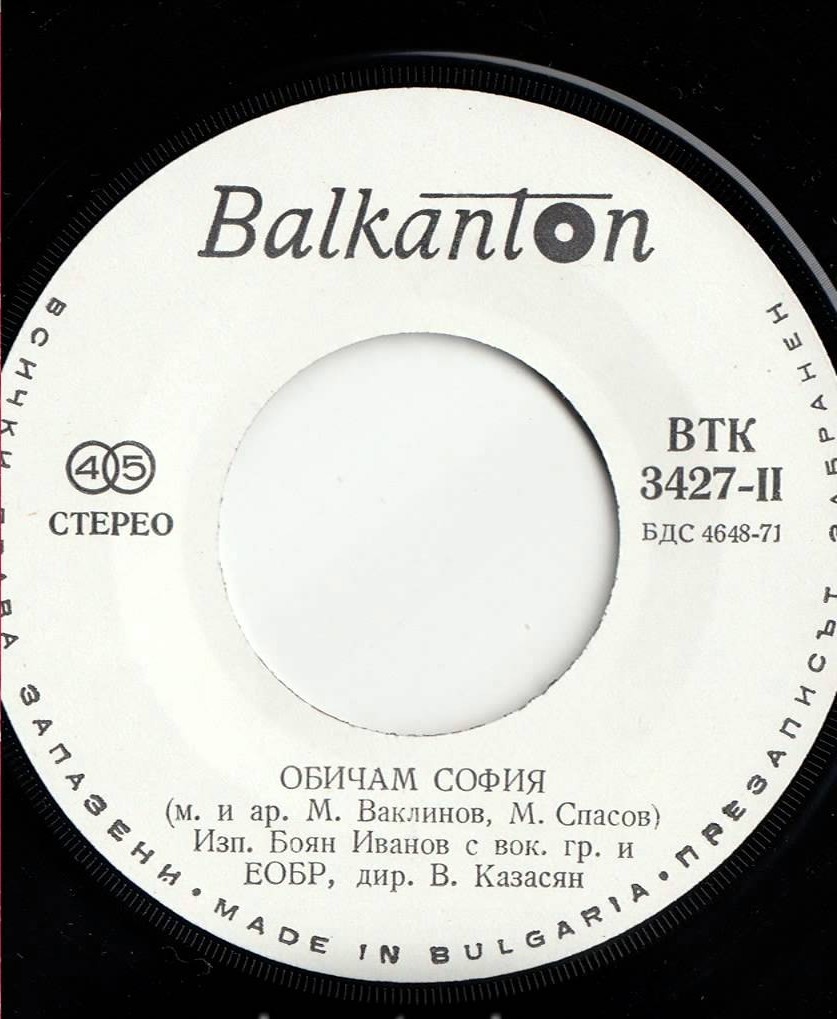 Balkanton
45
СТЕРЕО
ВТК
3427-II
БДС 4648-71
ОБИЧАМ СОФИЯ
(м. и ар. М. Ваклинов, М. Спасов)
Изп. Боян Иванов с вок. гр. и
ЕОБР, дир. В. Казасян
ВСИЧКИ ПРАВА ЗАПАЗЕНИ • MADE IN BULGARIA • ПРЕЗАПИСЪТ ЗАБРАНЕН